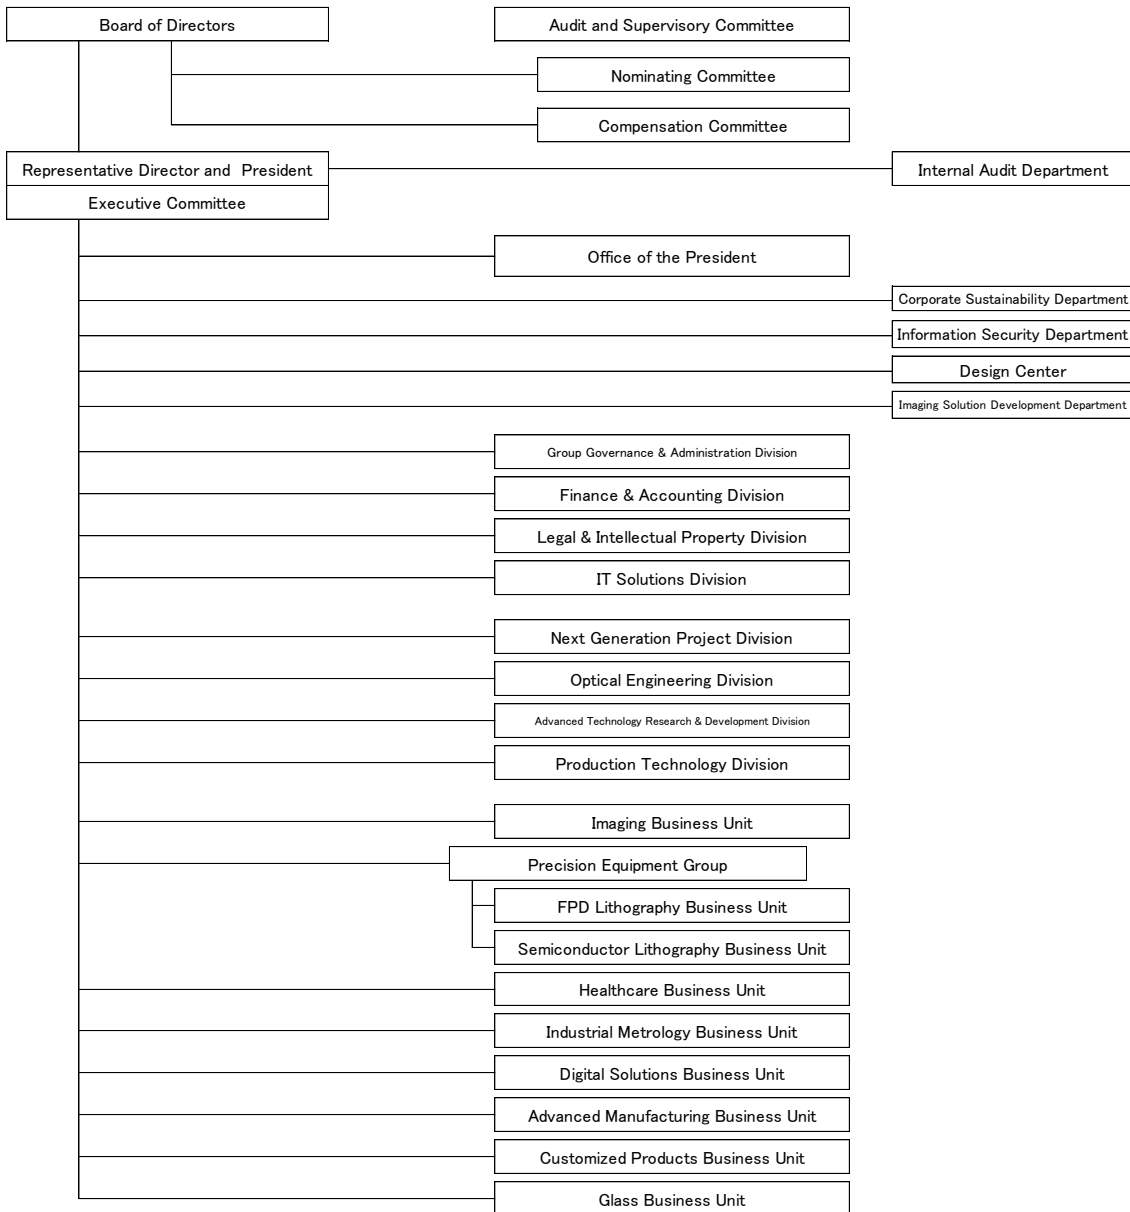 Board of Directors
Audit and Supervisory Committee
Nominating Committee
Compensation Committee
Representative Director and President
Internal Audit Department
Executive Committee
Office of the President
Corporate Sustainability Department
Information Security Department
Design Center
Imaging Solution Development Department
Group Governance & Administration Division
Finance & Accounting Division
Legal & Intellectual Property Division
IT Solutions Division
Next Generation Project Division
Optical Engineering Division
Advanced Technology Research & Development Division
Production Technology Division
Imaging Business Unit
Precision Equipment Group
FPD Lithography Business Unit
Semiconductor Lithography Business Unit
Healthcare Business Unit
Industrial Metrology Business Unit
Digital Solutions Business Unit
Advanced Manufacturing Business Unit
Customized Products Business Unit
Glass Business Unit